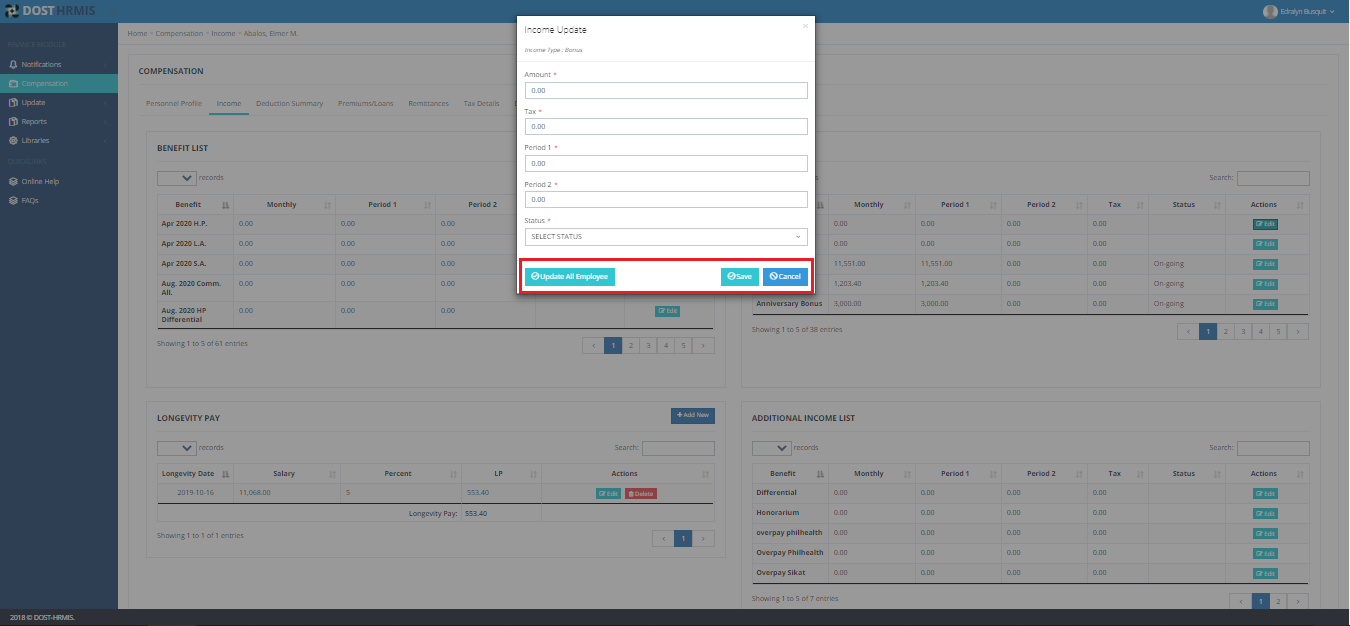 DOST HRMIS
Edralyn Busquit
FINANCE MODULE
Notifications
Compensation
Update
Reports
Libraries
QUICKLINKS
Online Help
FAQs
Home Compensation Income Abalos, Elmer M.
COMPENSATION
Personnel Profile Income Deduction Summary Premiums/Loans Remittances Tax Details
Income Update
×
Income Type : Bonus
Amount *
0.00
Tax *
0.00
Period 1 *
0.00
Period 2 *
0.00
Status *
SELECT STATUS
Update All Employee Save Cancel
BENEFIT LIST
records
Benefit Monthly Period 1 Period 2
Apr 2020 H.P. 0.00 0.00 0.00
Apr 2020 L.A. 0.00 0.00 0.00
Apr 2020 S.A. 0.00 0.00 0.00
Aug. 2020 Comm. All. 0.00 0.00 0.00
Aug. 2020 HP Differential 0.00 0.00 0.00 Edit
Showing 1 to 5 of 61 entries
‹ 1 2 3 4 5 ›
Search:
Monthly Period 1 Period 2 Tax Status Actions
0.00 0.00 0.00 0.00 Edit
0.00 0.00 0.00 0.00 Edit
11,551.00 11,551.00 0.00 0.00 On-going Edit
1,203.40 1,203.40 0.00 0.00 On-going Edit
Anniversary Bonus 3,000.00 3,000.00 0.00 0.00 On-going Edit
Showing 1 to 5 of 38 entries
‹ 1 2 3 4 5 ›
LONGEVITY PAY
+ Add New
records
Search:
Longevity Date Salary Percent LP Actions
2019-10-16 11,068.00 5 553.40 Edit Delete
Longevity Pay: 553.40
Showing 1 to 1 of 1 entries
‹ 1 ›
ADDITIONAL INCOME LIST
records
Search:
Benefit Monthly Period 1 Period 2 Tax Status Actions
Differential 0.00 0.00 0.00 0.00 Edit
Honorarium 0.00 0.00 0.00 0.00 Edit
overpay philhealth 0.00 0.00 0.00 0.00 Edit
Overpay Philhealth 0.00 0.00 0.00 0.00 Edit
Overpay Sikat 0.00 0.00 0.00 0.00 Edit
Showing 1 to 5 of 7 entries
‹ 1 2 ›
2018 © DOST-HRMIS.